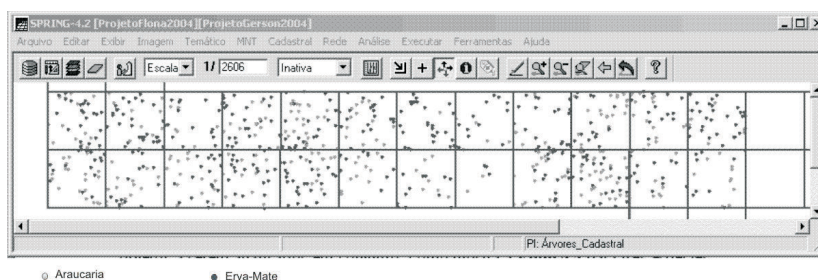 SPRING-4.2 [ProjetoFlona2004][ProjetoGerson2004]
Arquivo Editar Exibir Imagem Temático MNT Cadastral Rede Análise Executar Ferramentas Ajuda
Escala 1/ 2606 Inativa
PI: Árvores_Cadastral
Araucaria Erva-Mate